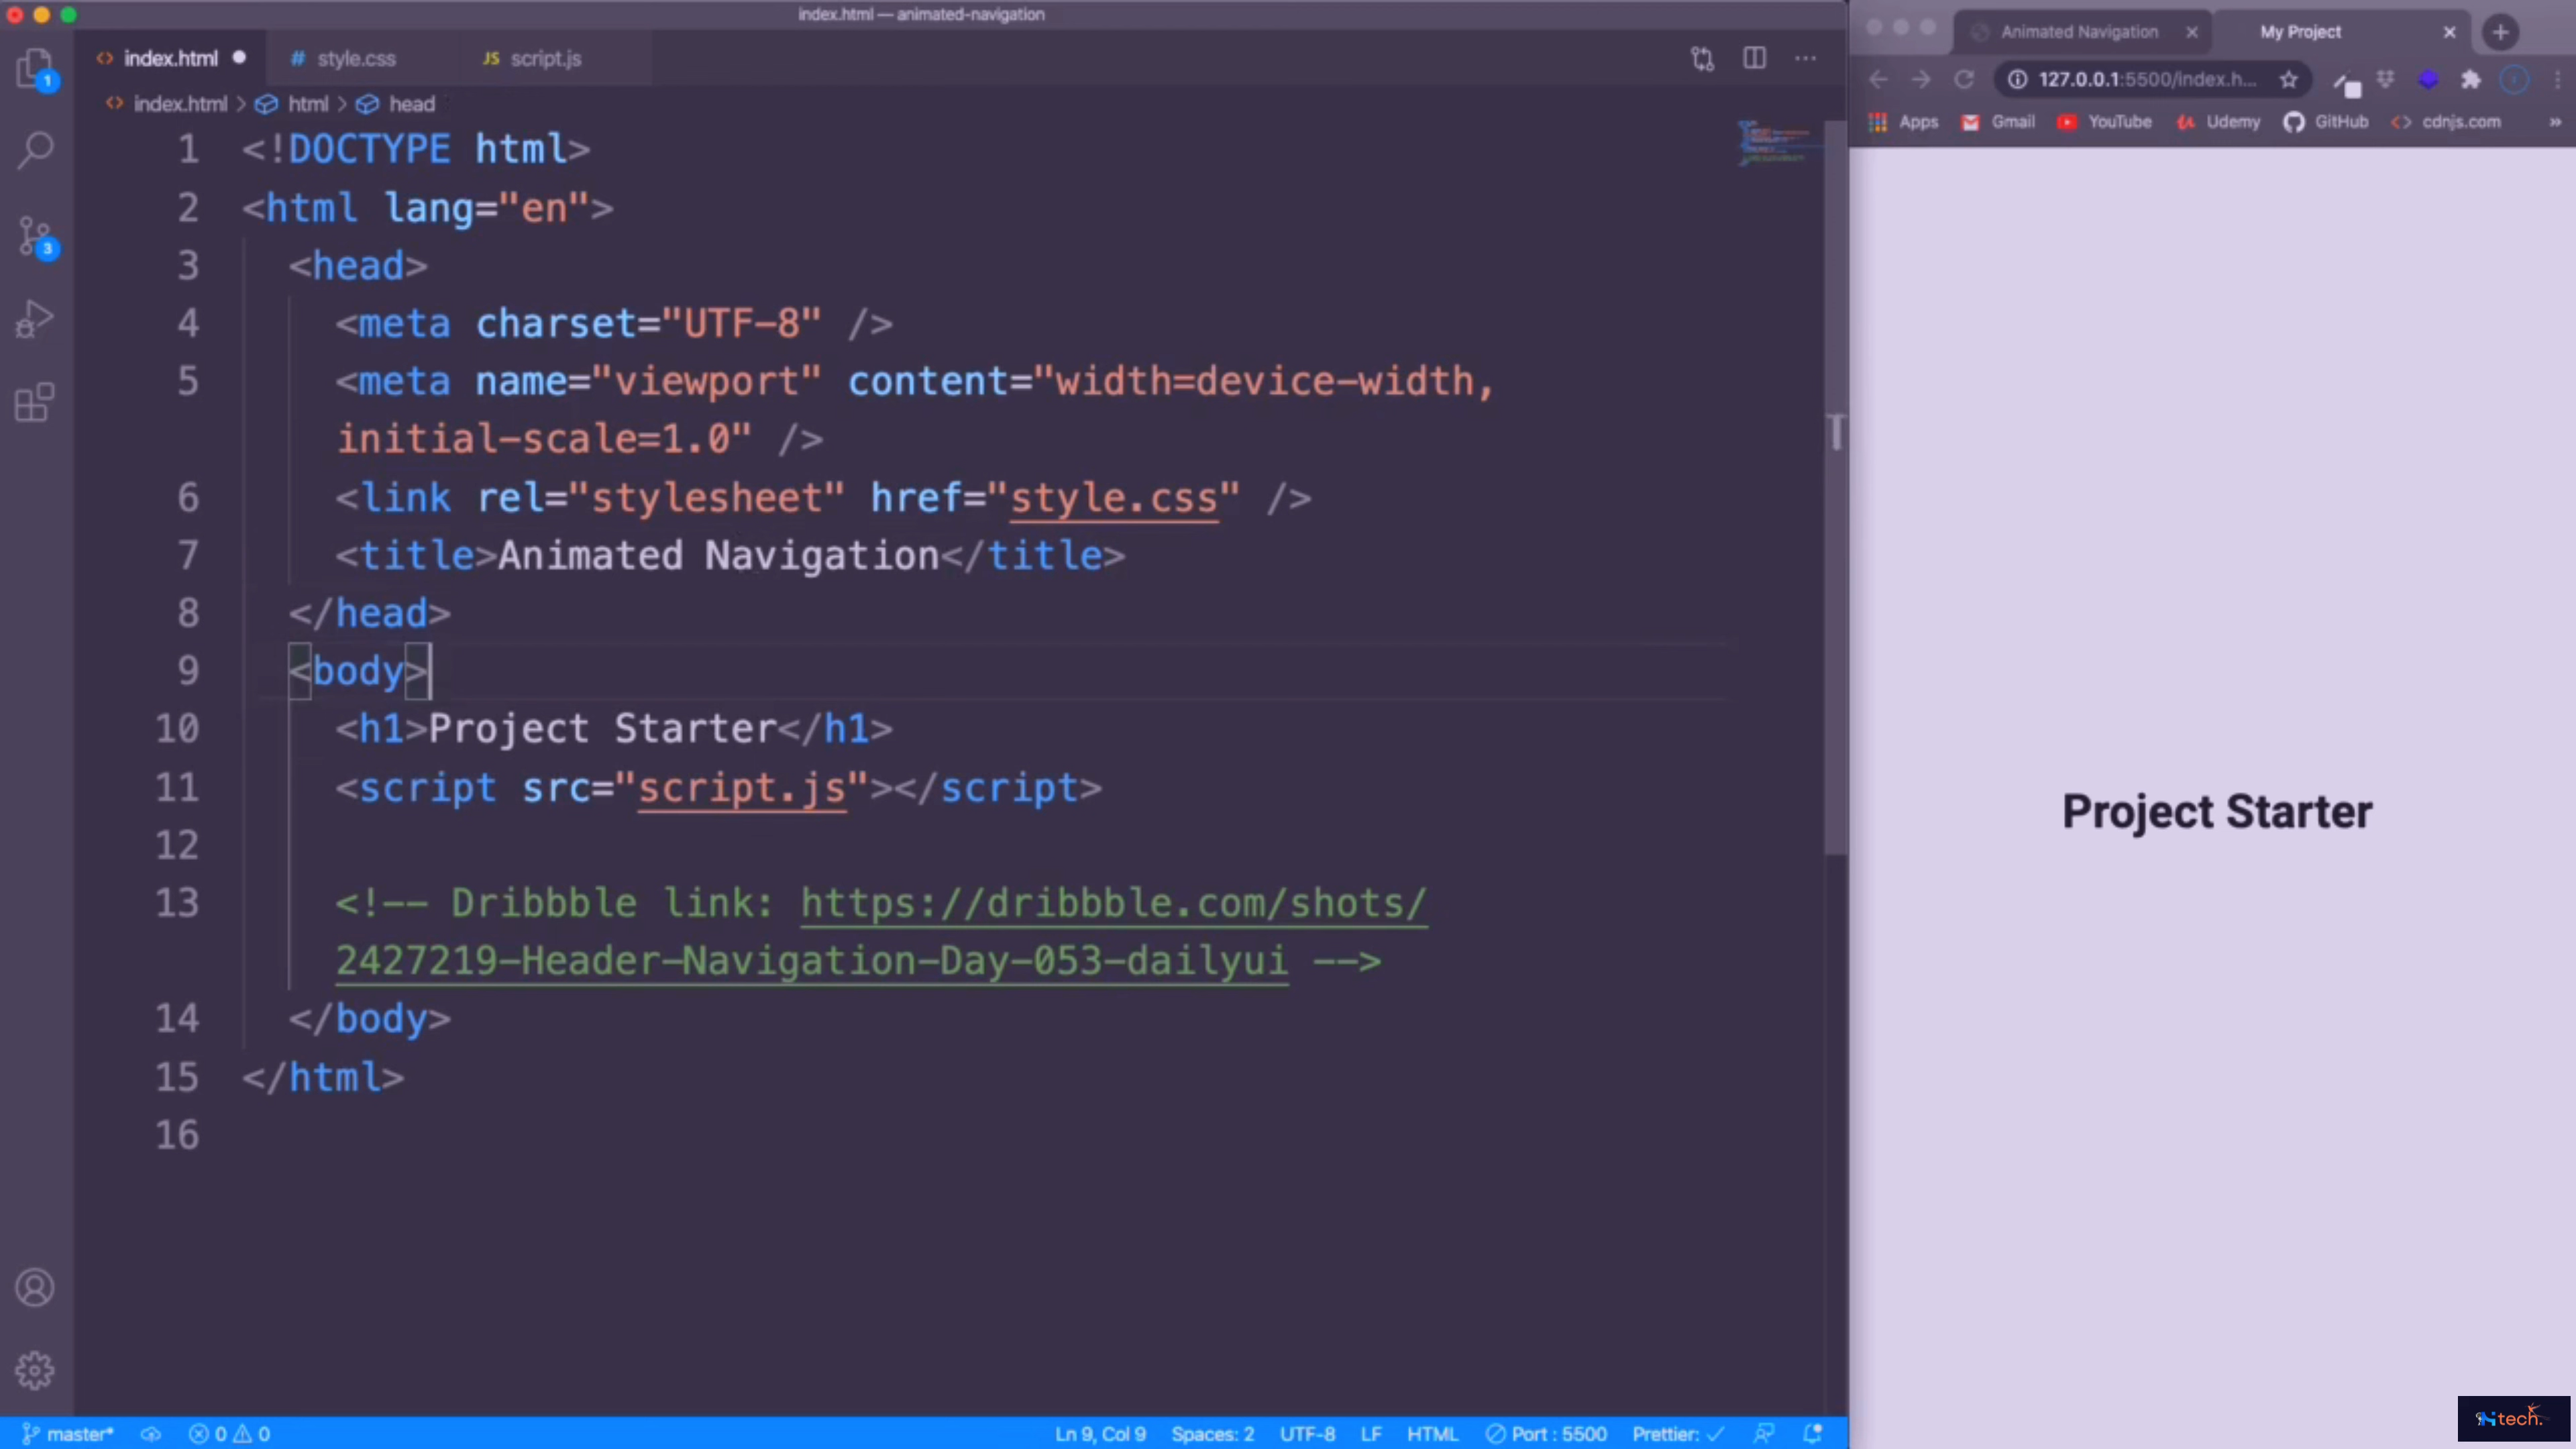 index.html — animated-navigation
index.html
style.css
JS script.js
index.html > html > head
1 <!DOCTYPE html>
2 <html lang="en">
3 <head>
4 <meta charset="UTF-8" />
5 <meta name="viewport" content="width=device-width,
initial-scale=1.0" />
6 <link rel="stylesheet" href="style.css" />
7 <title>Animated Navigation</title>
8 </head>
9 <body>
10 <h1>Project Starter</h1>
11 <script src="script.js"></script>
12
13 <!-- Dribbble link: https://dribbble.com/shots/
2427219-Header-Navigation-Day-053-dailyui -->
14 </body>
15 </html>
16
1
3
master* 0 0 Ln 9, Col 9 Spaces: 2 UTF-8 LF HTML Port : 5500 Prettier: ✓
Animated Navigation
My Project
127.0.0.1:5500/index.h...
Apps Gmail YouTube Udemy GitHub cdnjs.com »
Project Starter
tech.